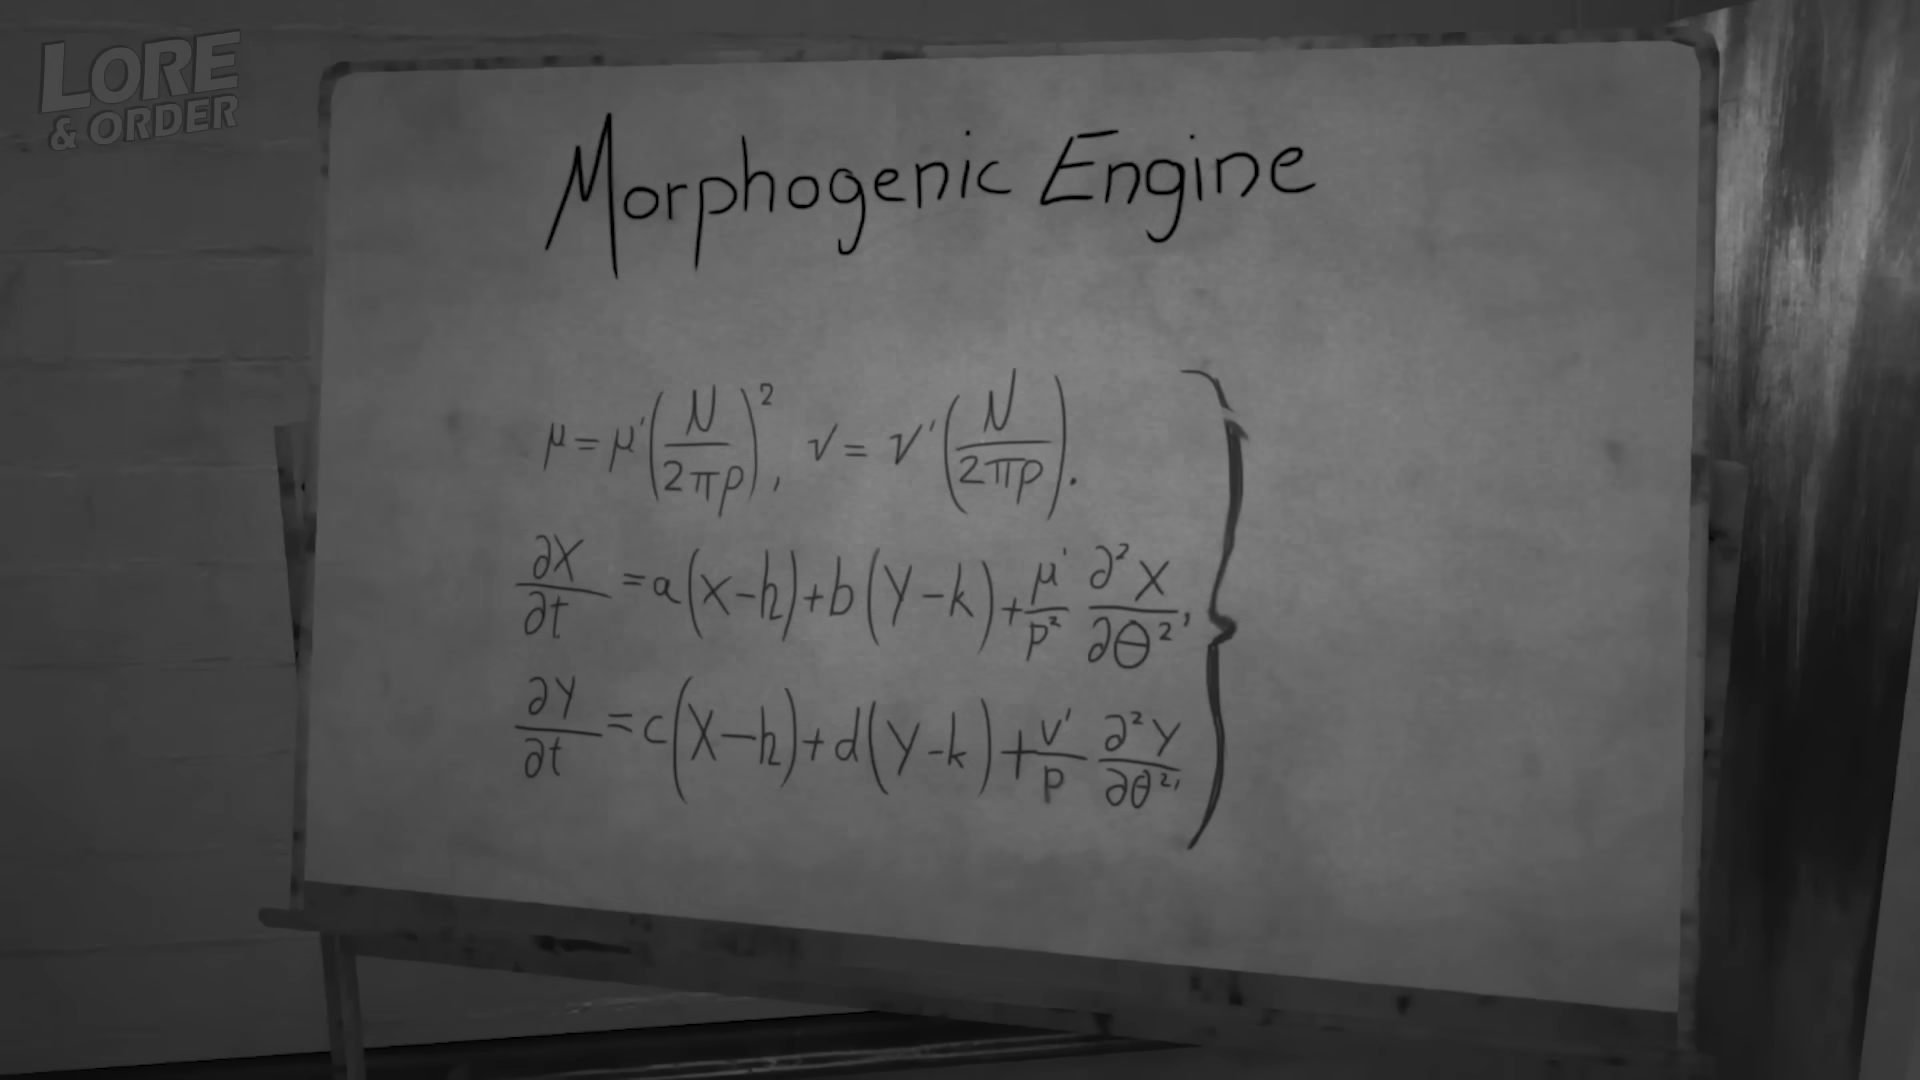 LORE
& ORDER
Morphogenic Engine
μ = μ'(N/2πρ)², ν = ν'(N/2πρ).
∂X/∂t = a(X-h)+b(Y-k)+μ'/ρ² ∂²X/∂θ²,
∂Y/∂t = c(X-h)+d(Y-k)+ν'/ρ ∂²Y/∂θ²,